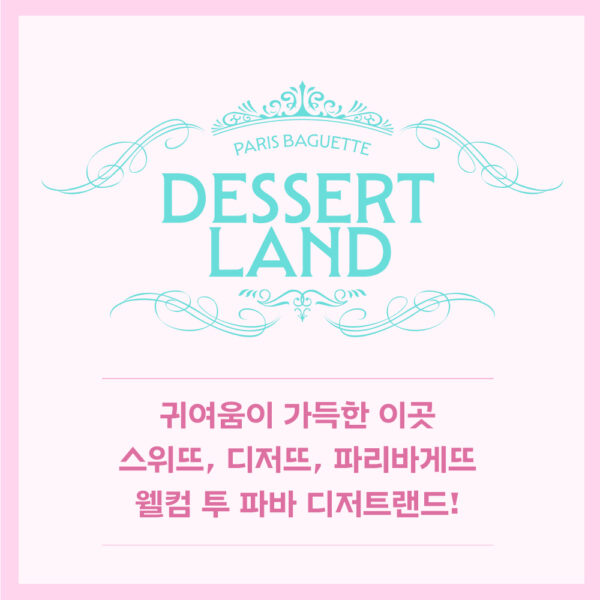 PARIS BAGUETTE
DESSERT
LAND
귀여움이 가득한 이곳
스위뜨, 디저뜨, 파리바게뜨
웰컴 투 파바 디저트랜드!